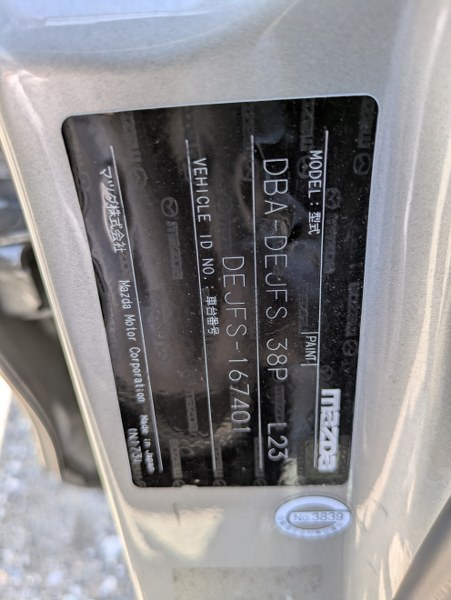 mazda
MODEL: 型式 PAINT
DBA-DEJFS 38P L23
VEHICLE ID NO.: 車台番号
DEJFS-167401
マツダ株式会社 Mazda Motor Corporation Made in Japan
No 3839